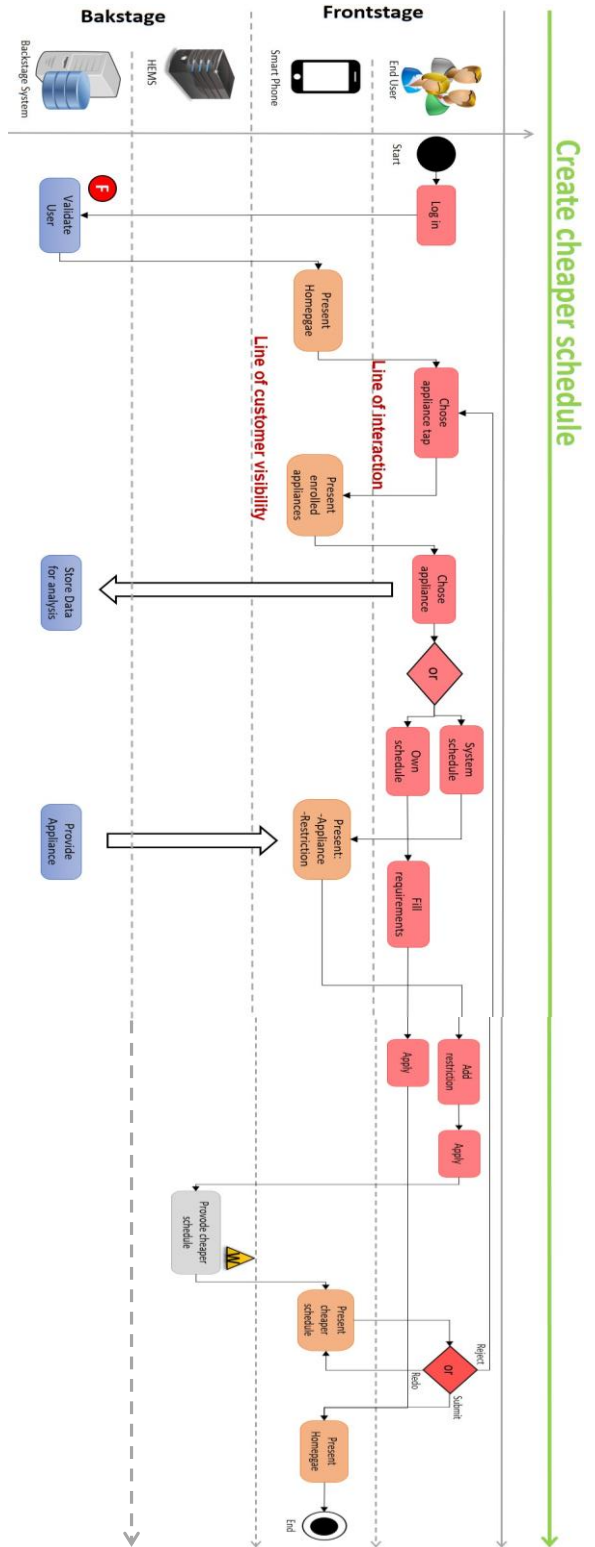 Create cheaper schedule
Frontstage
Bakstage
End User
Smart Phone
HEMS
Backstage System
Start
Log in
F
Validate
User
Present
Homepgae
Line of interaction
Line of customer visibility
Chose
appliance tap
Present
enrolled
appliances
Chose
appliance
Store Data
for analysis
or
System
schedule
Own
schedule
Present:
-Appliance
-Restriction
Provide
Appliance
Fill
requirements
Add
restriction
Apply
Apply
Provode cheaper
schedule
W
Present
cheaper
schedule
or
Reject
Redo
Submit
Present
Homepgae
End